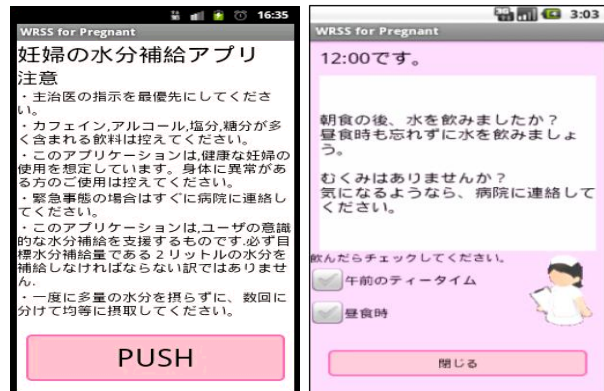 16:35
WRSS for Pregnant
妊婦の水分補給アプリ
注意
・主治医の指示を最優先にしてくださ
い。
・カフェイン,アルコール,塩分,糖分が多
く含まれる飲料は控えてください。
・このアプリケーションは,健康な妊婦の
使用を想定しています。身体に異常があ
る方のご使用は控えてください。
・緊急事態の場合はすぐに病院に連絡し
てください。
・このアプリケーションは,ユーザの意識
的な水分補給を支援するものです.必ず目
標水分補給量である２リットルの水分を
補給しなければならない訳ではありませ
ん.
・一度に多量の水分を摂らずに、数回に
分けて均等に摂取してください。
PUSH
3:03
WRSS for Pregnant
12:00です。
朝食の後、水を飲みましたか？
昼食時も忘れずに水を飲みましょ
う。
むくみはありませんか？
気になるようなら、病院に連絡して
ください。
飲んだらチェックしてください。
午前のティータイム
昼食時
閉じる